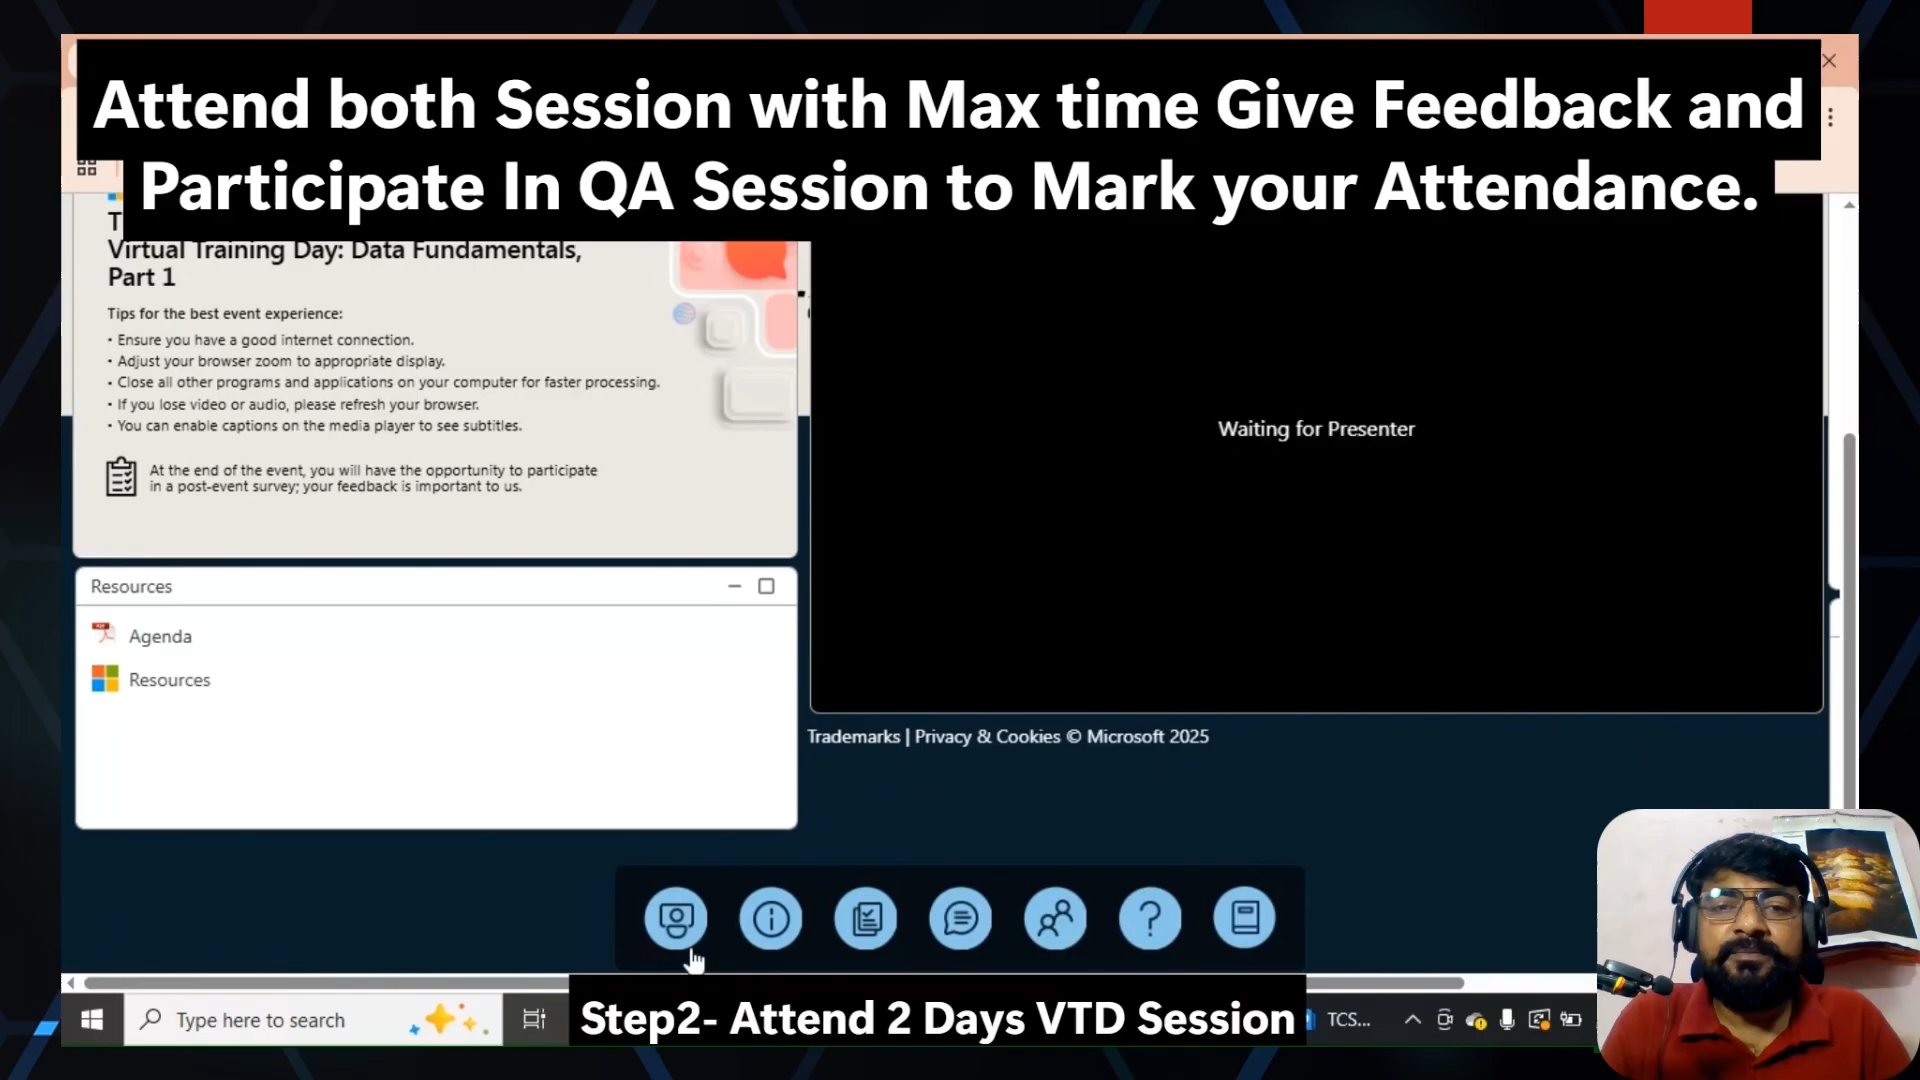 Attend both Session with Max time Give Feedback and
Participate In QA Session to Mark your Attendance.
Virtual Training Day: Data Fundamentals,
Part 1
Tips for the best event experience:
• Ensure you have a good internet connection.
• Adjust your browser zoom to appropriate display.
• Close all other programs and applications on your computer for faster processing.
• If you lose video or audio, please refresh your browser.
• You can enable captions on the media player to see subtitles.
At the end of the event, you will have the opportunity to participate
in a post-event survey; your feedback is important to us.
Waiting for Presenter
Resources
Agenda
Resources
Trademarks | Privacy & Cookies © Microsoft 2025
Type here to search
Step2- Attend 2 Days VTD Session
TCS...